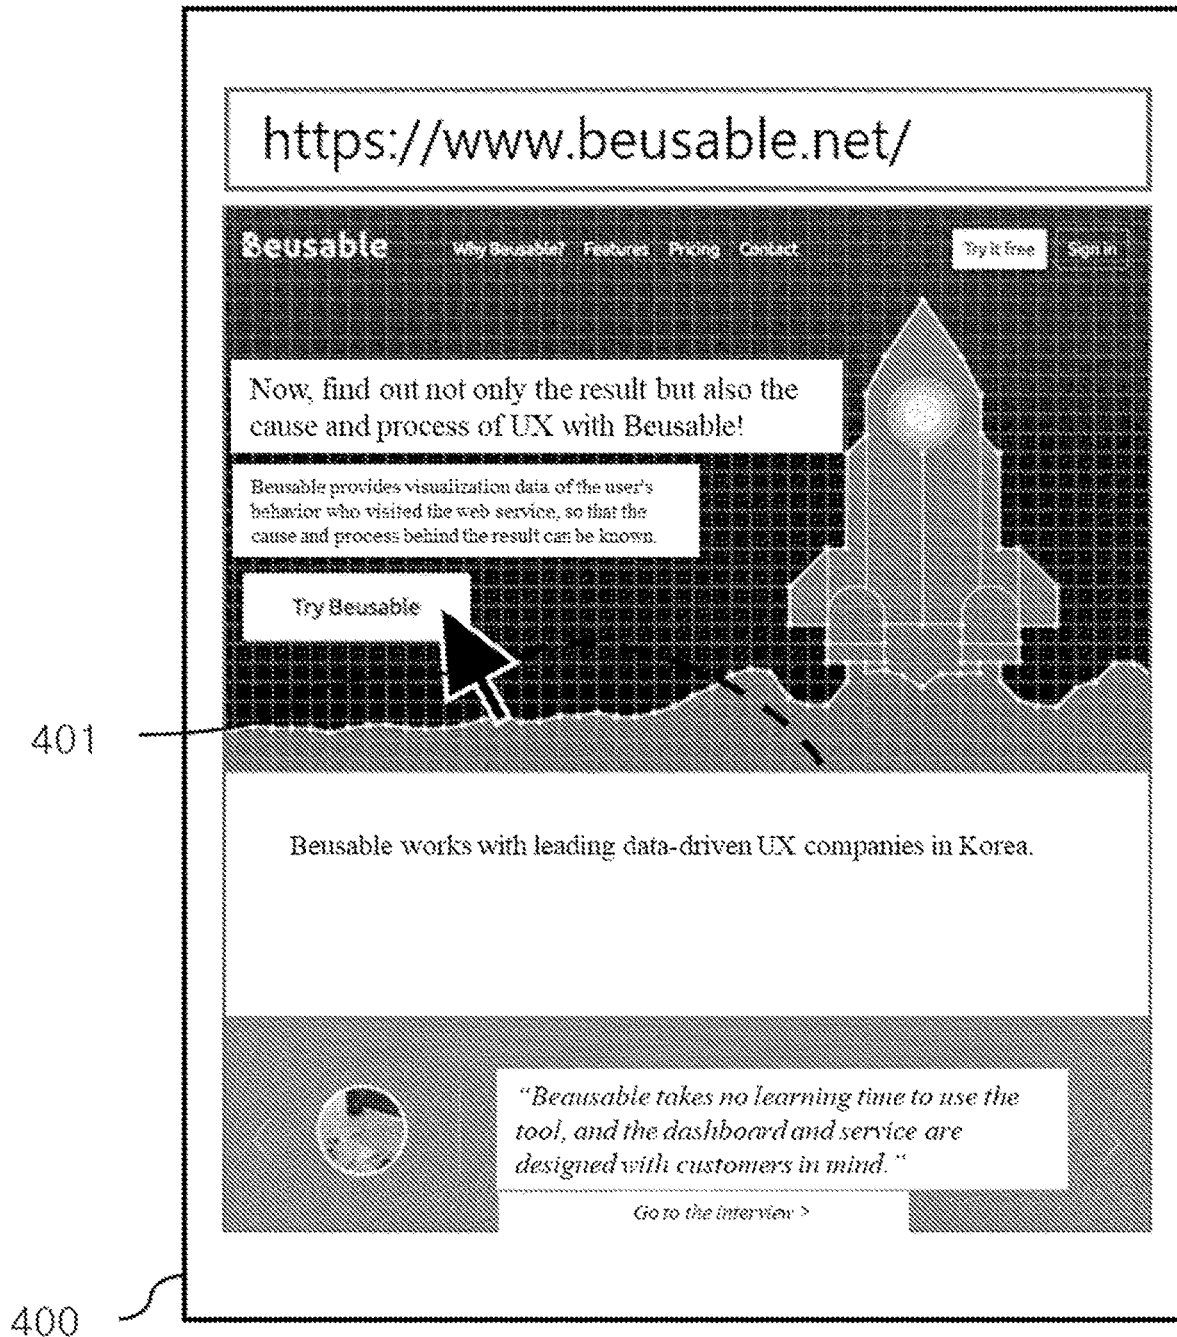 https://www.beusable.net/
Beusable Why Beusable? Features Pricing Contact Try it free Sign in
Now, find out not only the result but also the
cause and process of UX with Beusable!
Beusable provides visualization data of the user's
behavior who visited the web service, so that the
cause and process behind the result can be known.
Try Beusable
401
Beusable works with leading data-driven UX companies in Korea.
“Beausable takes no learning time to use the
tool, and the dashboard and service are
designed with customers in mind.“
Go to the interview >
400